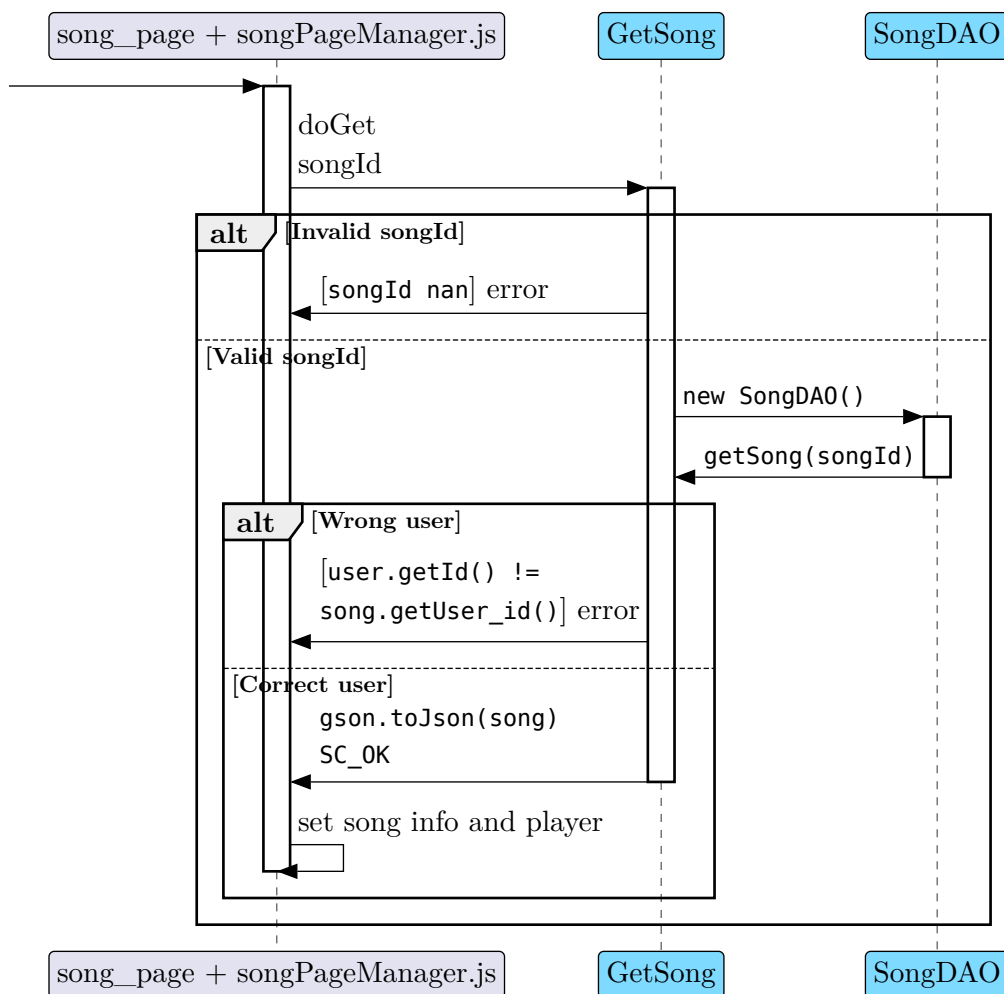 song_page + songPageManager.js
GetSong
SongDAO
doGet
songId
alt
[Invalid songId]
[songId nan] error
[Valid songId]
new SongDAO()
getSong(songId)
alt
[Wrong user]
[user.getId() !=
song.getUser_id()] error
[Correct user]
gson.toJson(song)
SC_OK
set song info and player
song_page + songPageManager.js
GetSong
SongDAO